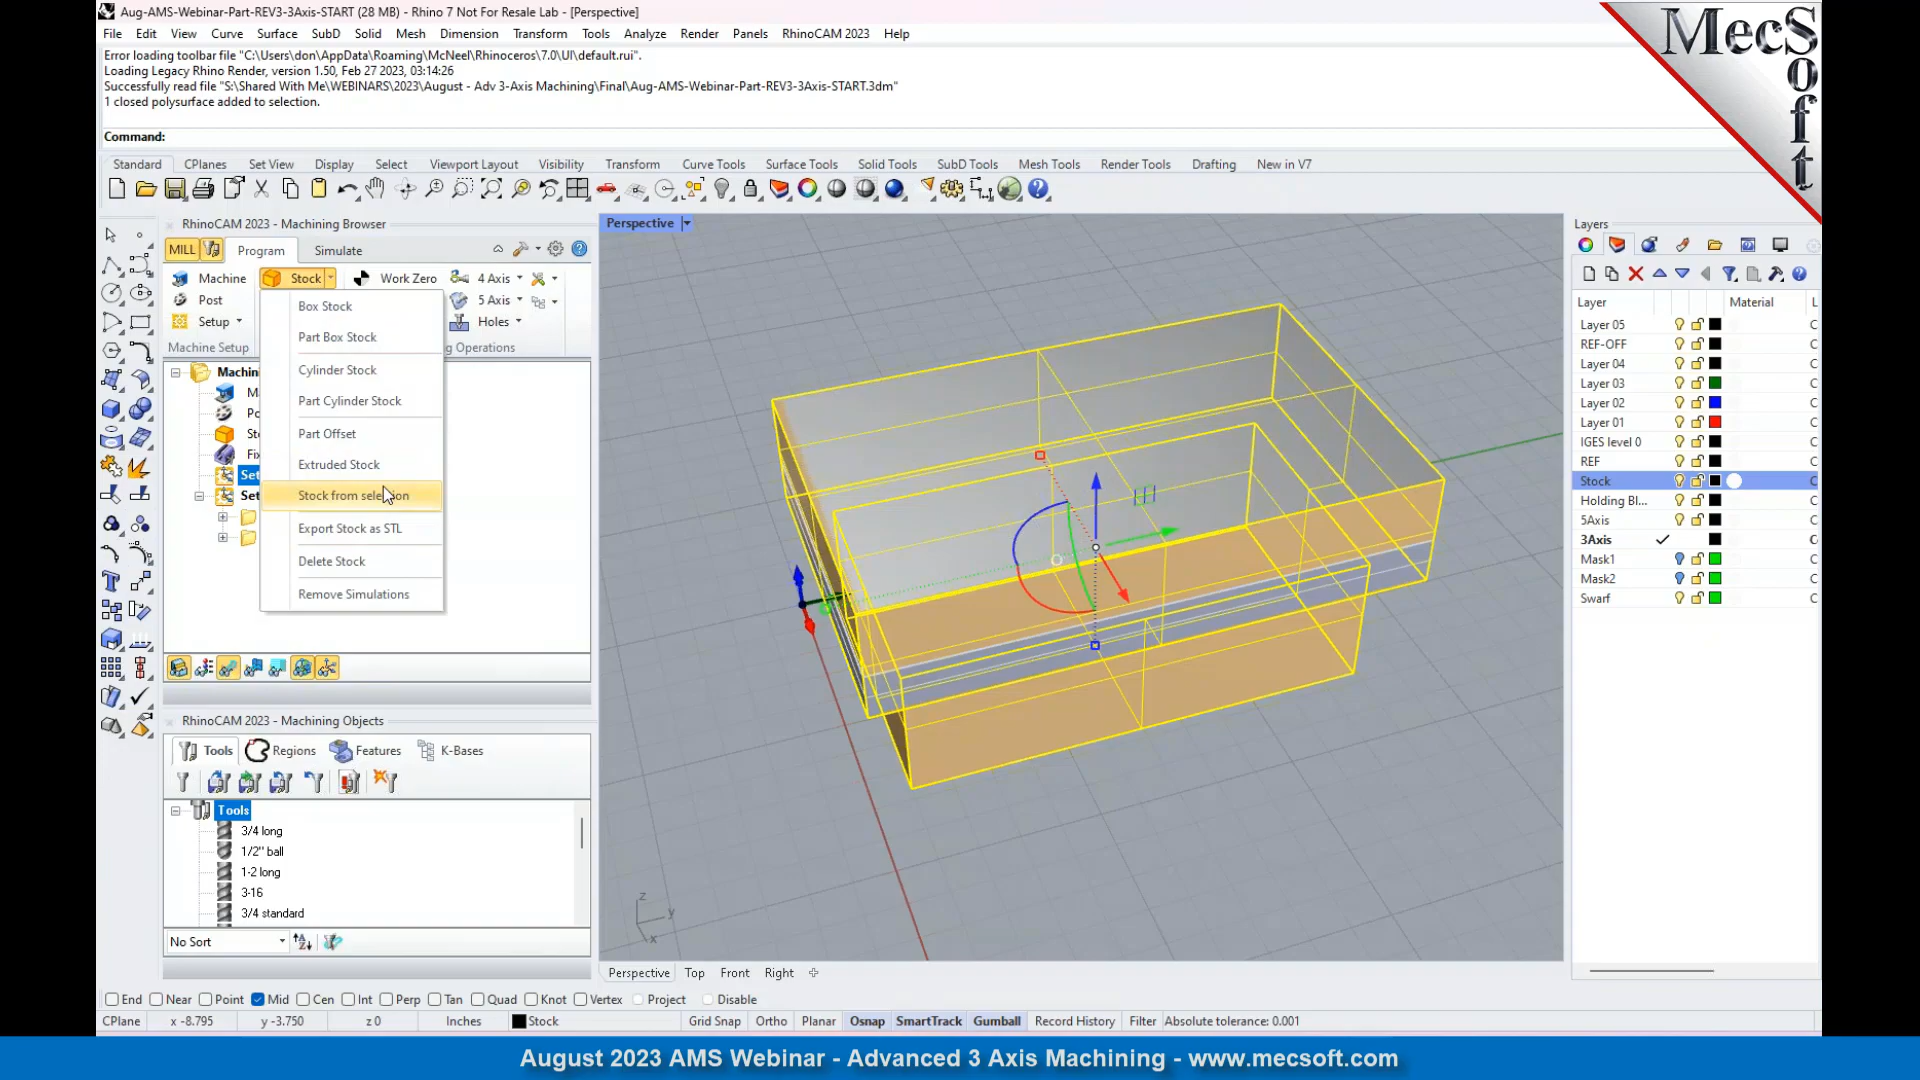 Aug-AMS-Webinar-Part-REV3-3Axis-START (28 MB) - Rhino 7 Not For Resale Lab - [Perspective]
File Edit View Curve Surface SubD Solid Mesh Dimension Transform Tools Analyze Render Panels RhinoCAM 2023 Help
Error loading toolbar file "C:\Users\don\AppData\Roaming\McNeel\Rhinoceros\7.0\UI\default.rui".
Loading Legacy Rhino Render, version 1.50, Feb 27 2023, 03:14:26
Successfully read file "S:\Shared With Me\WEBINARS\2023\August - Adv 3-Axis Machining\Final\Aug-AMS-Webinar-Part-REV3-3Axis-START.3dm"
1 closed polysurface added to selection.
Command:
MecSoft
Standard CPlanes Set View Display Select Viewport Layout Visibility Transform Curve Tools Surface Tools Solid Tools SubD Tools Mesh Tools Render Tools Drafting New in V7
RhinoCAM 2023 - Machining Browser
MILL Program Simulate
Machine Stock Work Zero 4 Axis
Post 5 Axis
Setup Holes
Machine Setup g Operations
Machini
M
Po
Sto
Fix
Set
Set
Box Stock
Part Box Stock
Cylinder Stock
Part Cylinder Stock
Part Offset
Extruded Stock
Stock from selection
Export Stock as STL
Delete Stock
Remove Simulations
RhinoCAM 2023 - Machining Objects
Tools Regions Features K-Bases
Tools
3/4 long
1/2" ball
1-2 long
3-16
3/4 standard
No Sort
Perspective
z
y
x
Perspective Top Front Right
Layers
Layer Material L
Layer 05 C
REF-OFF C
Layer 04 C
Layer 03 C
Layer 02 C
Layer 01 C
IGES level 0 C
REF C
Stock C
Holding Bl... C
5Axis C
3Axis C
Mask1 C
Mask2 C
Swarf C
End Near Point Mid Cen Int Perp Tan Quad Knot Vertex Project Disable
CPlane x -8.795 y -3.750 z 0 Inches Stock Grid Snap Ortho Planar Osnap SmartTrack Gumball Record History Filter Absolute tolerance: 0.001
August 2023 AMS Webinar - Advanced 3 Axis Machining - www.mecsoft.com